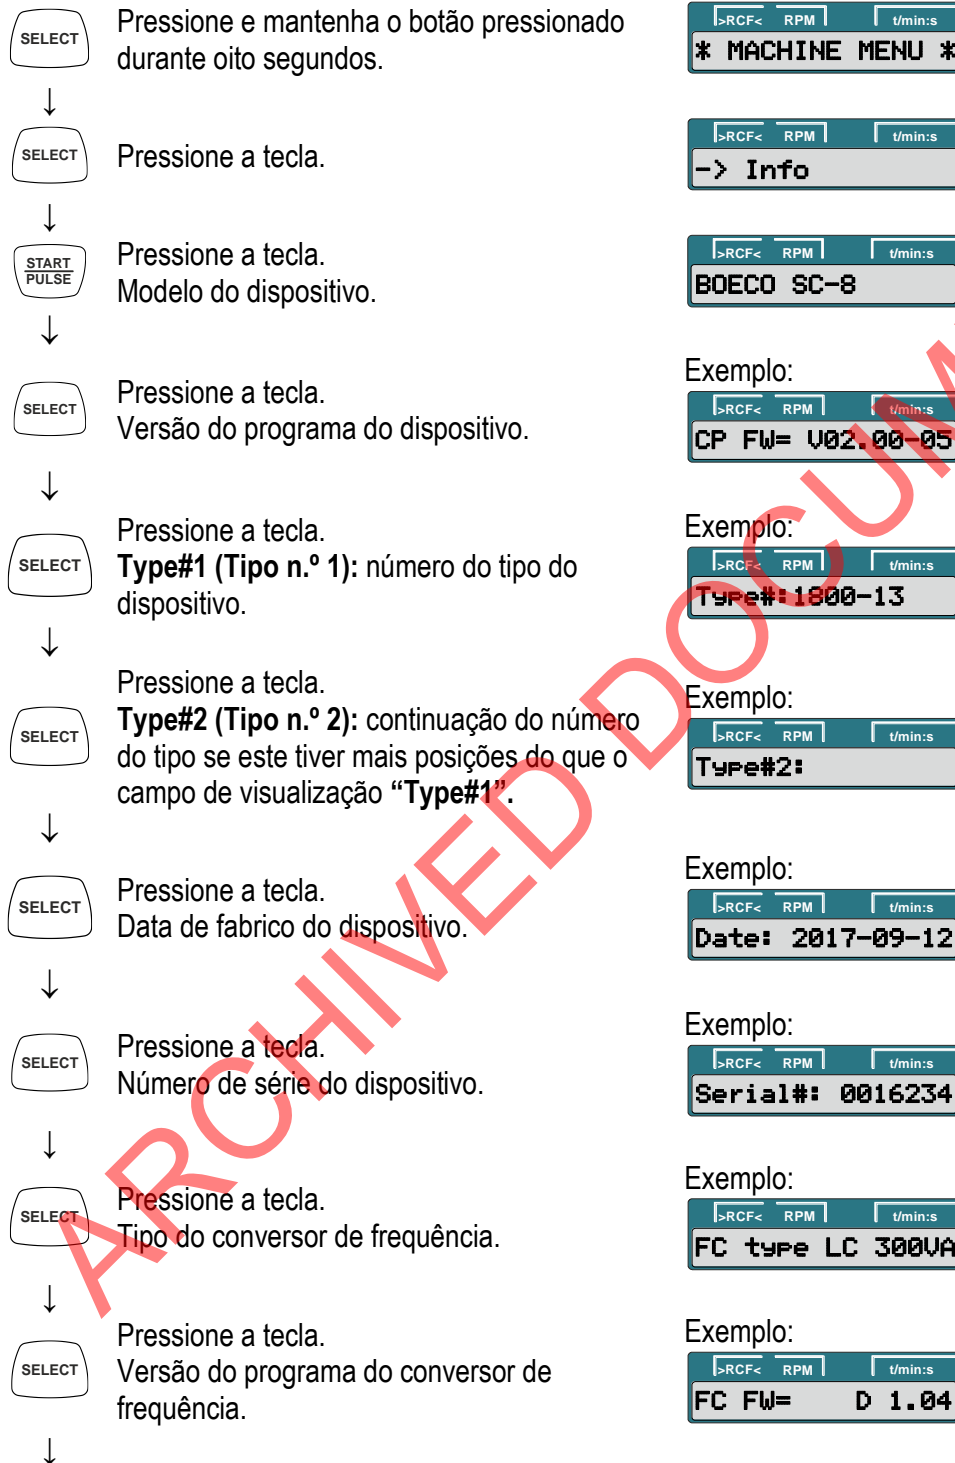 SELECT
Pressione e mantenha o botão pressionado
durante oito segundos.
>RCF< RPM t/min:s
* MACHINE MENU *
↓
SELECT
Pressione a tecla.
>RCF< RPM t/min:s
-> Info
↓
START
PULSE
Pressione a tecla.
Modelo do dispositivo.
>RCF< RPM t/min:s
BOECO SC-8
↓
SELECT
Pressione a tecla.
Versão do programa do dispositivo.
Exemplo:
>RCF< RPM t/min:s
CP FW= V02.00-05
↓
SELECT
Pressione a tecla.
Type#1 (Tipo n.º 1): número do tipo do
dispositivo.
Exemplo:
>RCF< RPM t/min:s
Type#:1800-13
↓
SELECT
Pressione a tecla.
Type#2 (Tipo n.º 2): continuação do número
do tipo se este tiver mais posições do que o
campo de visualização “Type#1”.
Exemplo:
>RCF< RPM t/min:s
Type#2:
↓
SELECT
Pressione a tecla.
Data de fabrico do dispositivo.
Exemplo:
>RCF< RPM t/min:s
Date: 2017-09-12
↓
SELECT
Pressione a tecla.
Número de série do dispositivo.
Exemplo:
>RCF< RPM t/min:s
Serial#: 0016234
↓
SELECT
Pressione a tecla.
Tipo do conversor de frequência.
Exemplo:
>RCF< RPM t/min:s
FC type LC 300VA
↓
SELECT
Pressione a tecla.
Versão do programa do conversor de
frequência.
Exemplo:
>RCF< RPM t/min:s
FC FW= D 1.04
↓
ARCHIVED DOCUM